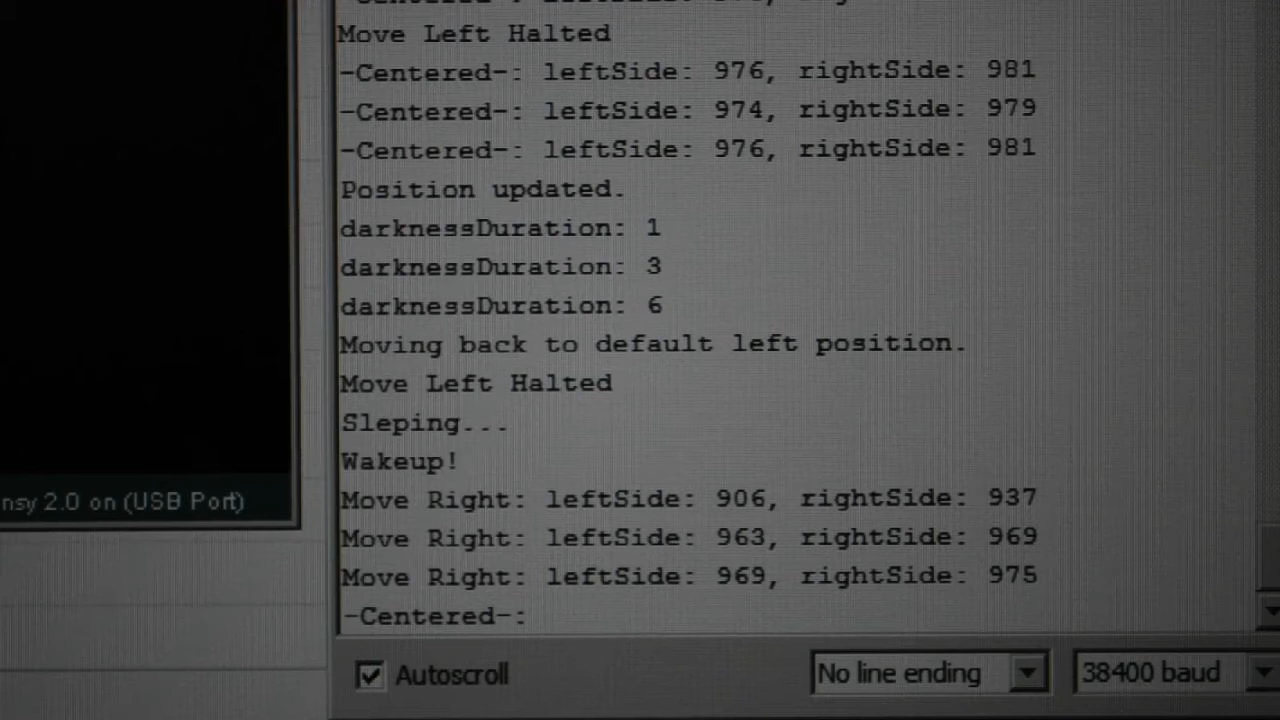 Move Left Halted
-Centered-: leftSide: 976, rightSide: 981
-Centered-: leftSide: 974, rightSide: 979
-Centered-: leftSide: 976, rightSide: 981
Position updated.
darknessDuration: 1
darknessDuration: 3
darknessDuration: 6
Moving back to default left position.
Move Left Halted
Sleping...
Wakeup!
Move Right: leftSide: 906, rightSide: 937
Move Right: leftSide: 963, rightSide: 969
Move Right: leftSide: 969, rightSide: 975
-Centered-:
nsy 2.0 on (USB Port)
Autoscroll
No line ending
38400 baud